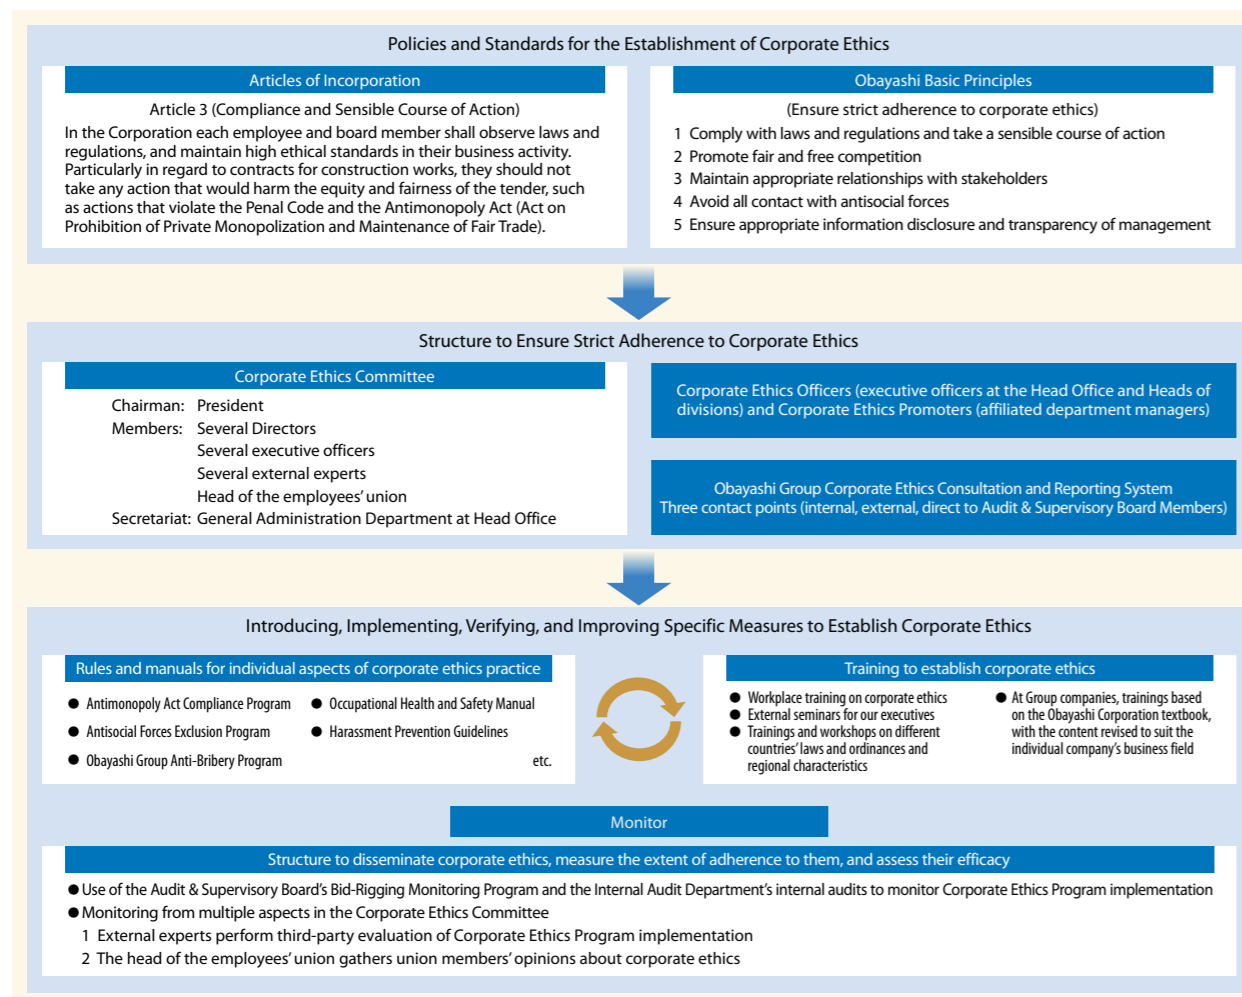 Policies and Standards for the Establishment of Corporate Ethics
Articles of Incorporation
Article 3 (Compliance and Sensible Course of Action)
In the Corporation each employee and board member shall observe laws and
regulations, and maintain high ethical standards in their business activity.
Particularly in regard to contracts for construction works, they should not
take any action that would harm the equity and fairness of the tender, such
as actions that violate the Penal Code and the Antimonopoly Act (Act on
Prohibition of Private Monopolization and Maintenance of Fair Trade).
Obayashi Basic Principles
(Ensure strict adherence to corporate ethics)
1 Comply with laws and regulations and take a sensible course of action
2 Promote fair and free competition
3 Maintain appropriate relationships with stakeholders
4 Avoid all contact with antisocial forces
5 Ensure appropriate information disclosure and transparency of management
Structure to Ensure Strict Adherence to Corporate Ethics
Corporate Ethics Committee
Chairman: President
Members: Several Directors
Several executive officers
Several external experts
Head of the employees' union
Secretariat: General Administration Department at Head Office
Corporate Ethics Officers (executive officers at the Head Office and Heads of
divisions) and Corporate Ethics Promoters (affiliated department managers)
Obayashi Group Corporate Ethics Consultation and Reporting System
Three contact points (internal, external, direct to Audit & Supervisory Board Members)
Introducing, Implementing, Verifying, and Improving Specific Measures to Establish Corporate Ethics
Rules and manuals for individual aspects of corporate ethics practice
● Antimonopoly Act Compliance Program
● Antisocial Forces Exclusion Program
● Obayashi Group Anti-Bribery Program
● Occupational Health and Safety Manual
● Harassment Prevention Guidelines
etc.
Training to establish corporate ethics
● Workplace training on corporate ethics
● External seminars for our executives
● Trainings and workshops on different
countries' laws and ordinances and
regional characteristics
● At Group companies, trainings based
on the Obayashi Corporation textbook,
with the content revised to suit the
individual company's business field
Monitor
Structure to disseminate corporate ethics, measure the extent of adherence to them, and assess their efficacy
● Use of the Audit & Supervisory Board's Bid-Rigging Monitoring Program and the Internal Audit Department's internal audits to monitor Corporate Ethics Program implementation
● Monitoring from multiple aspects in the Corporate Ethics Committee
1 External experts perform third-party evaluation of Corporate Ethics Program implementation
2 The head of the employees' union gathers union members' opinions about corporate ethics